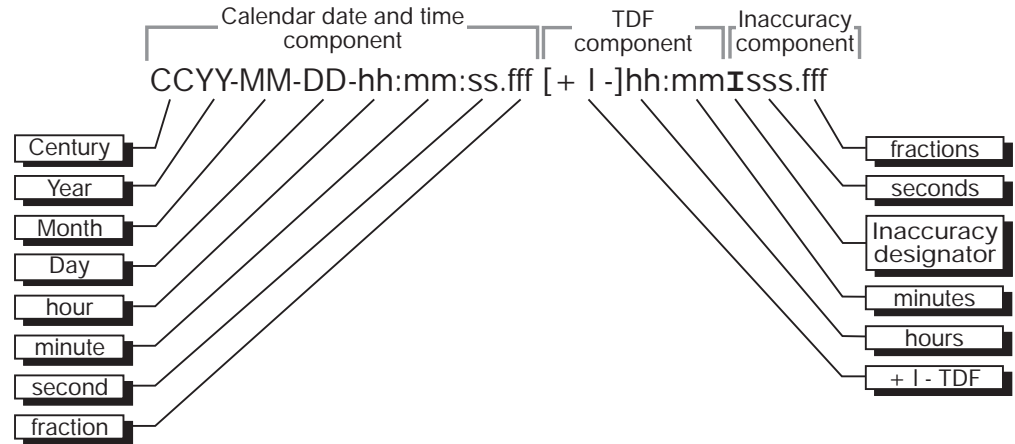 Calendar date and time component
TDF component
Inaccuracy component
CCYY-MM-DD-hh:mm:ss.fff [+ I -]hh:mmIsss.fff
Century
Year
Month
Day
hour
minute
second
fraction
fractions
seconds
Inaccuracy
designator
minutes
hours
+ I - TDF